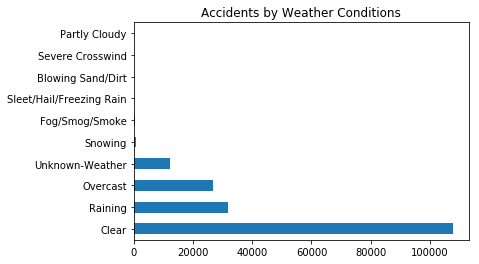 Accidents by Weather Conditions
Partly Cloudy
Severe Crosswind
Blowing Sand/Dirt
Sleet/Hail/Freezing Rain
Fog/Smog/Smoke
Snowing
Unknown-Weather
Overcast
Raining
Clear
0 20000 40000 60000 80000 100000